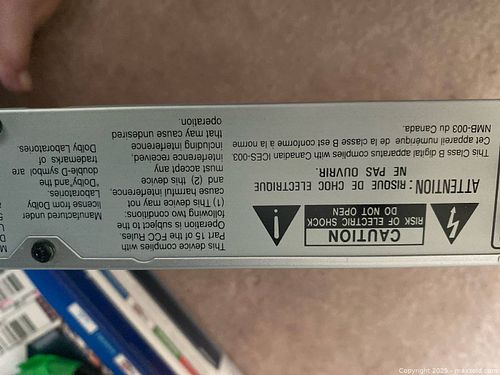 CAUTION
RISK OF ELECTRIC SHOCK
DO NOT OPEN
ATTENTION: RISQUE DE CHOC ELECTRIQUE
NE PAS OUVRIR.
This Class B digital apparatus complies with Canadian ICES-003
Cet appareil numérique de la classe B est conforme à la norme
NMB-003 du Canada.
This device complies with
Part 15 of the FCC Rules.
Operation is subject to the
following two conditions:
(1) This device may not
cause harmful interference,
and (2) this device
must accept any
interference received,
including interference
that may cause undesired
operation.
Manufactured under
license from Dolby
Laboratories.
"Dolby" and the
double-D symbol are
trademarks of
Dolby Laboratories.
Copyright 2025 - maxsold.com